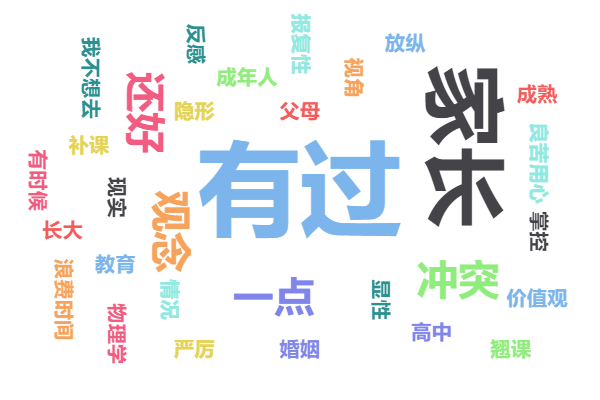 报复性
反感
放纵
我不想去
视角
成年人
还好
家长
成熟
隐形
父母
良苦用心
补课
有过
有时候
现实
观念
掌控
长大
教育
浪费时间
情况
一点
显性
冲突
价值观
物理学
高中
严厉
婚姻
翘课